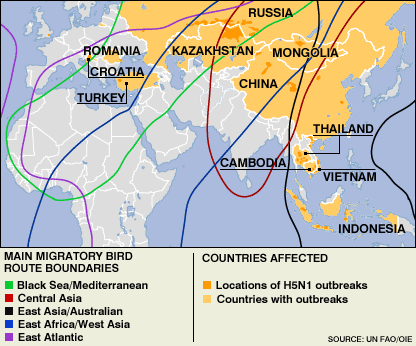 RUSSIA
ROMANIA
KAZAKHSTAN
MONGOLIA
CROATIA
CHINA
TURKEY
THAILAND
CAMBODIA
VIETNAM
INDONESIA
MAIN MIGRATORY BIRD
ROUTE BOUNDARIES
Black Sea/Mediterranean
Central Asia
East Asia/Australian
East Africa/West Asia
East Atlantic
COUNTRIES AFFECTED
Locations of H5N1 outbreaks
Countries with outbreaks
SOURCE: UN FAO/OIE